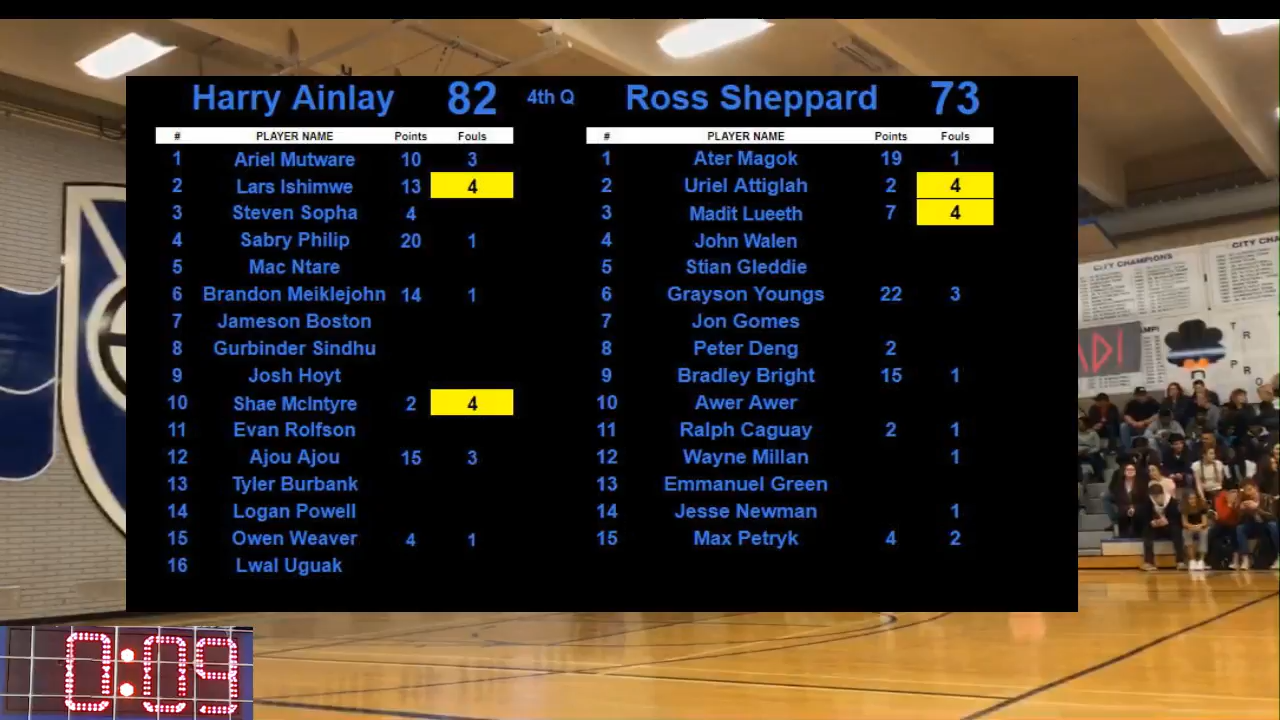 Harry Ainlay 82 4th Q Ross Sheppard 73
# PLAYER NAME Points Fouls
1 Ariel Mutware 10 3
2 Lars Ishimwe 13 4
3 Steven Sopha 4
4 Sabry Philip 20 1
5 Mac Ntare
6 Brandon Meiklejohn 14 1
7 Jameson Boston
8 Gurbinder Sindhu
9 Josh Hoyt
10 Shae McIntyre 2 4
11 Evan Rolfson
12 Ajou Ajou 15 3
13 Tyler Burbank
14 Logan Powell
15 Owen Weaver 4 1
16 Lwal Uguak
# PLAYER NAME Points Fouls
1 Ater Magok 19 1
2 Uriel Attiglah 2 4
3 Madit Lueeth 7 4
4 John Walen
5 Stian Gleddie
6 Grayson Youngs 22 3
7 Jon Gomes
8 Peter Deng 2
9 Bradley Bright 15 1
10 Awer Awer
11 Ralph Caguay 2 1
12 Wayne Millan 1
13 Emmanuel Green
14 Jesse Newman 1
15 Max Petryk 4 2
CITY CHAMPIONS
CITY CHA
0:09